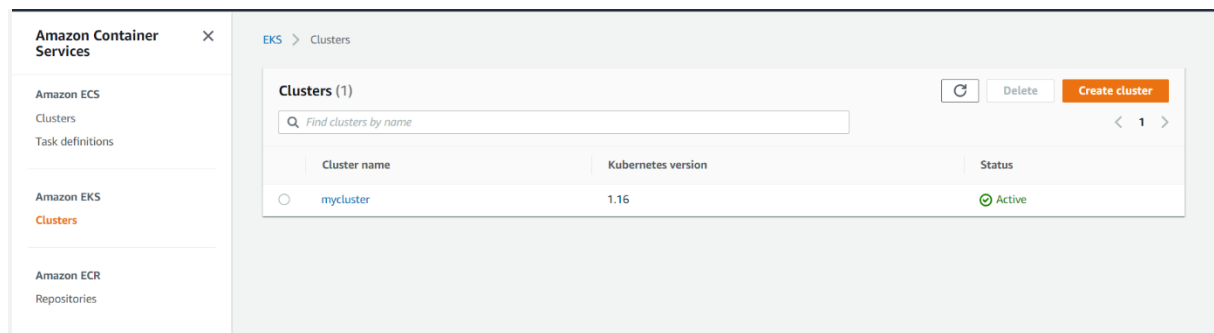 Amazon Container
Services
Amazon ECS
Clusters
Task definitions
Amazon EKS
Clusters
Amazon ECR
Repositories
EKS > Clusters
Clusters (1)
Delete
Create cluster
Find clusters by name
< 1 >
Cluster name Kubernetes version Status
mycluster 1.16 Active